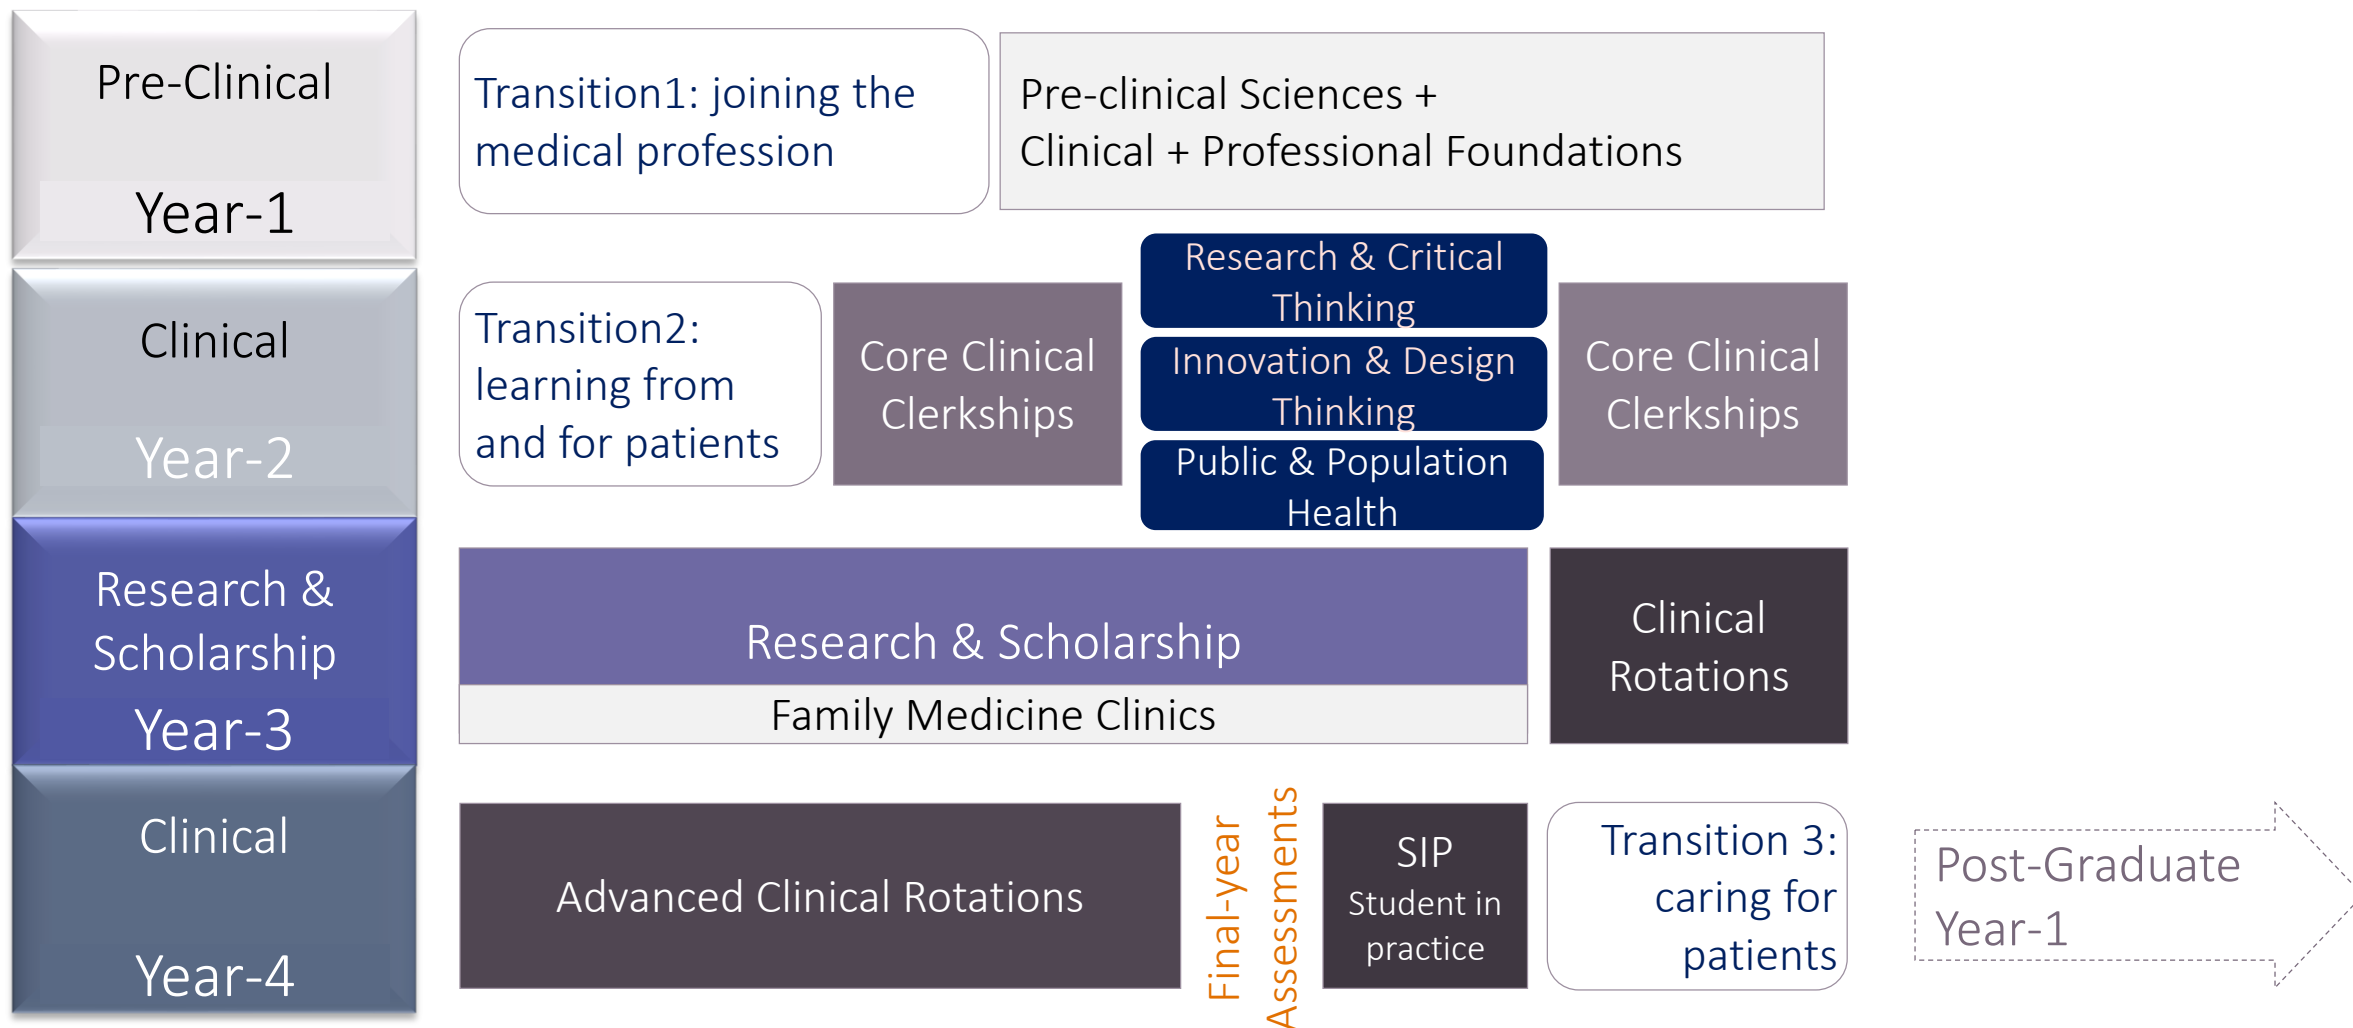 Pre-Clinical
Year-1
Transition1: joining the
medical profession
Pre-clinical Sciences +
Clinical + Professional Foundations
Clinical
Year-2
Transition2:
learning from
and for patients
Core Clinical
Clerkships
Research & Critical
Thinking
Innovation & Design
Thinking
Public & Population
Health
Core Clinical
Clerkships
Research &
Scholarship
Year-3
Research & Scholarship
Family Medicine Clinics
Clinical
Rotations
Clinical
Year-4
Advanced Clinical Rotations
Final-year
Assessments
SIP
Student in
practice
Transition 3:
caring for
patients
Post-Graduate
Year-1